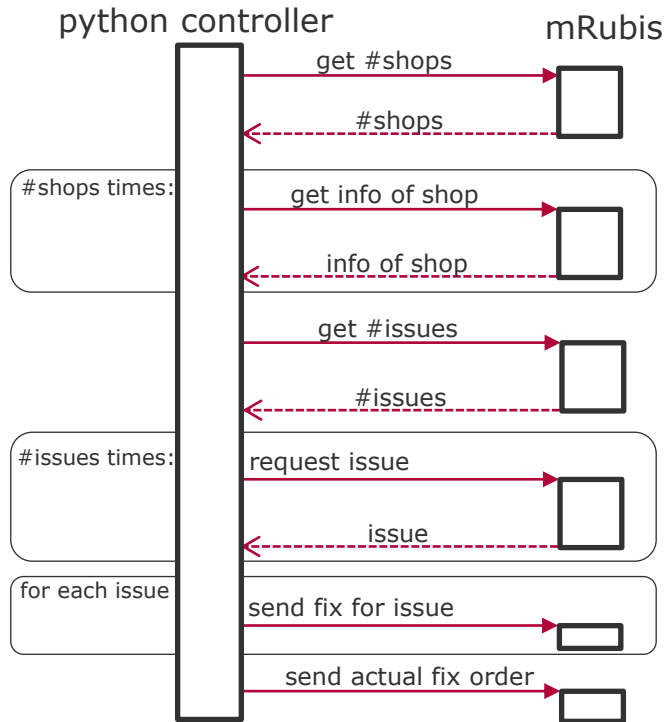 python controller
mRubis
get #shops
#shops
#shops times:
get info of shop
info of shop
get #issues
#issues
#issues times:
request issue
issue
for each issue
send fix for issue
send actual fix order